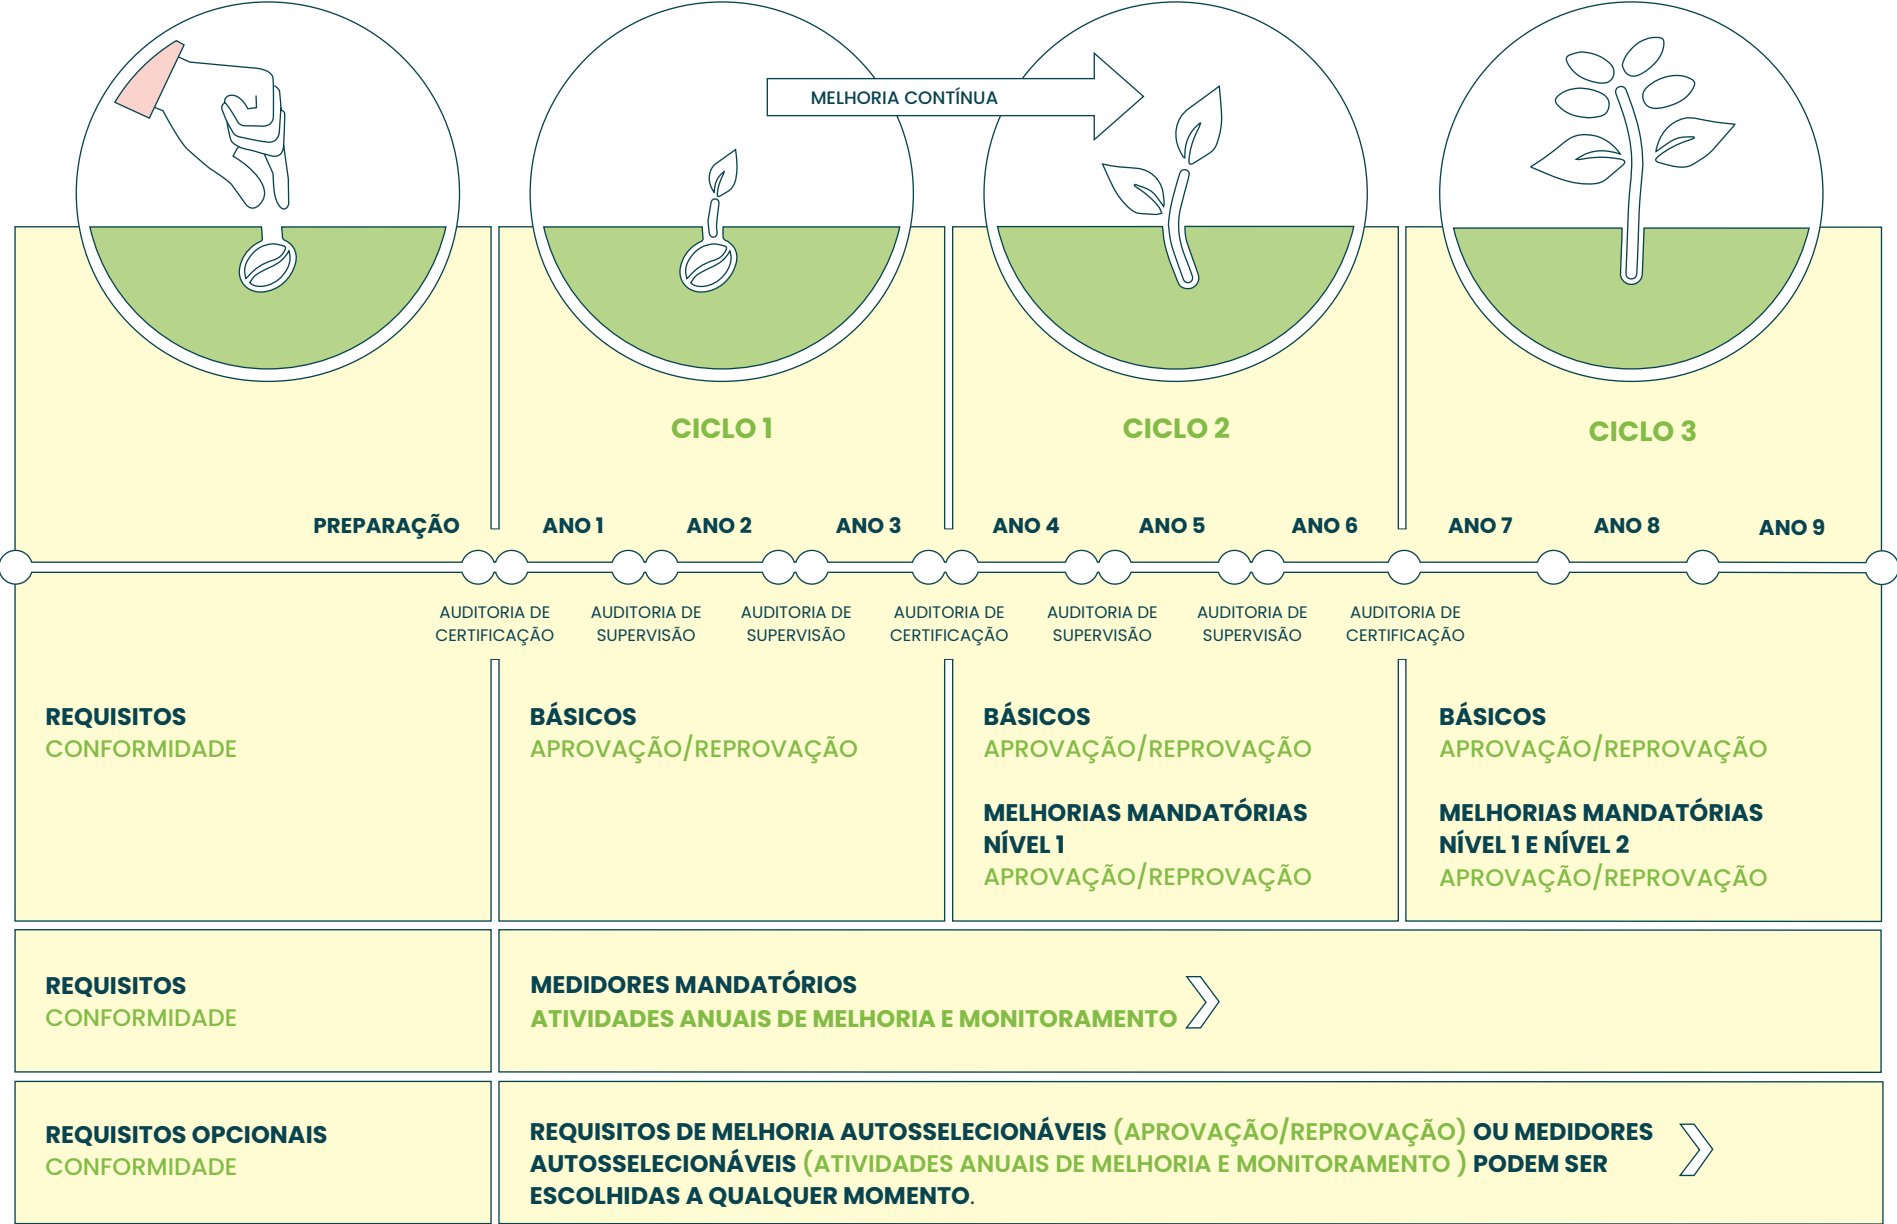 MELHORIA CONTÍNUA
CICLO 1
CICLO 2
CICLO 3
PREPARAÇÃO
ANO 1
ANO 2
ANO 3
ANO 4
ANO 5
ANO 6
ANO 7
ANO 8
ANO 9
AUDITORIA DE
CERTIFICAÇÃO
AUDITORIA DE
SUPERVISÃO
AUDITORIA DE
SUPERVISÃO
AUDITORIA DE
CERTIFICAÇÃO
AUDITORIA DE
SUPERVISÃO
AUDITORIA DE
SUPERVISÃO
AUDITORIA DE
CERTIFICAÇÃO
REQUISITOS
CONFORMIDADE
BÁSICOS
APROVAÇÃO/REPROVAÇÃO
BÁSICOS
APROVAÇÃO/REPROVAÇÃO
MELHORIAS MANDATÓRIAS
NÍVEL 1
APROVAÇÃO/REPROVAÇÃO
BÁSICOS
APROVAÇÃO/REPROVAÇÃO
MELHORIAS MANDATÓRIAS
NÍVEL 1 E NÍVEL 2
APROVAÇÃO/REPROVAÇÃO
REQUISITOS
CONFORMIDADE
MEDIDORES MANDATÓRIOS
ATIVIDADES ANUAIS DE MELHORIA E MONITORAMENTO
REQUISITOS OPCIONAIS
CONFORMIDADE
REQUISITOS DE MELHORIA AUTOSSELECIONÁVEIS (APROVAÇÃO/REPROVAÇÃO) OU MEDIDORES
AUTOSSELECIONÁVEIS (ATIVIDADES ANUAIS DE MELHORIA E MONITORAMENTO ) PODEM SER
ESCOLHIDAS A QUALQUER MOMENTO.